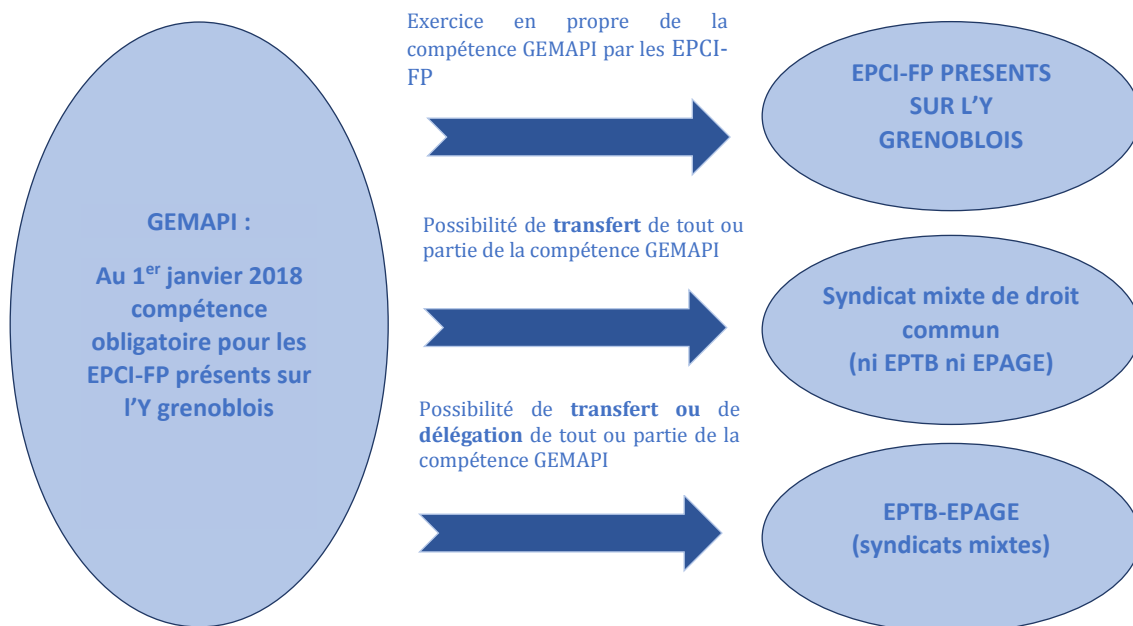 GEMAPI :
Au 1er janvier 2018
compétence
obligatoire pour les
EPCI-FP présents sur
l'Y grenoblois
Exercice en propre de la
compétence GEMAPI par les EPCI-
FP
EPCI-FP PRESENTS
SUR L'Y
GRENOBLOIS
Possibilité de transfert de tout ou
partie de la compétence GEMAPI
Syndicat mixte de droit
commun
(ni EPTB ni EPAGE)
Possibilité de transfert ou de
délégation de tout ou partie de la
compétence GEMAPI
EPTB-EPAGE
(syndicats mixtes)